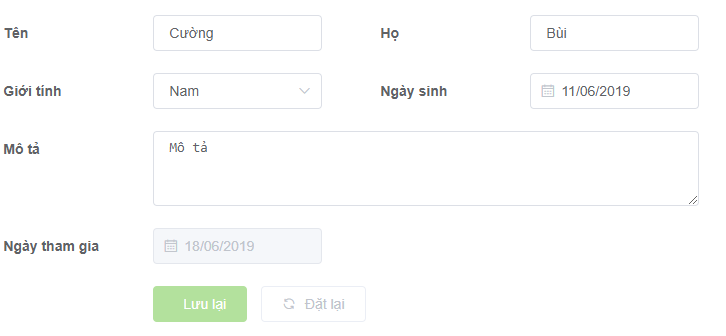 Tên Cường Họ Bùi
Giới tính Nam Ngày sinh 11/06/2019
Mô tả Mô tả
Ngày tham gia 18/06/2019
Lưu lại Đặt lại